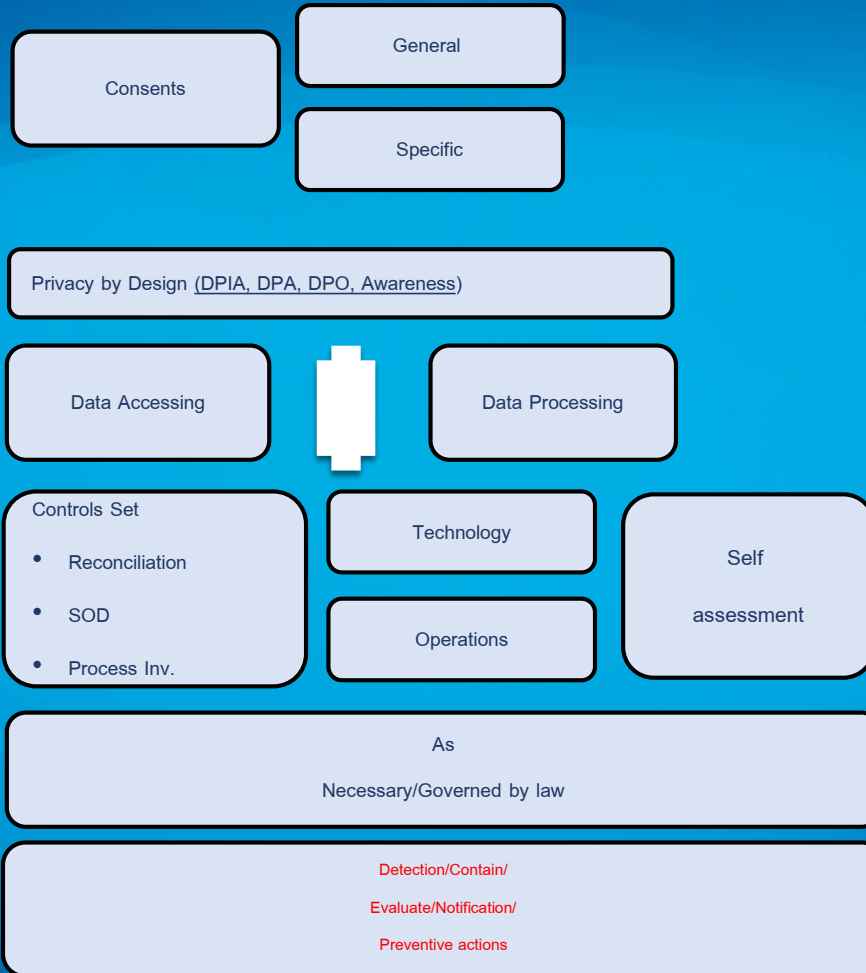 Consents
General
Specific
Privacy by Design (DPIA, DPA, DPO, Awareness)
Data Accessing
Data Processing
Controls Set
• Reconciliation
• SOD
• Process Inv.
Technology
Operations
Self
assessment
As
Necessary/Governed by law
Detection/Contain/
Evaluate/Notification/
Preventive actions